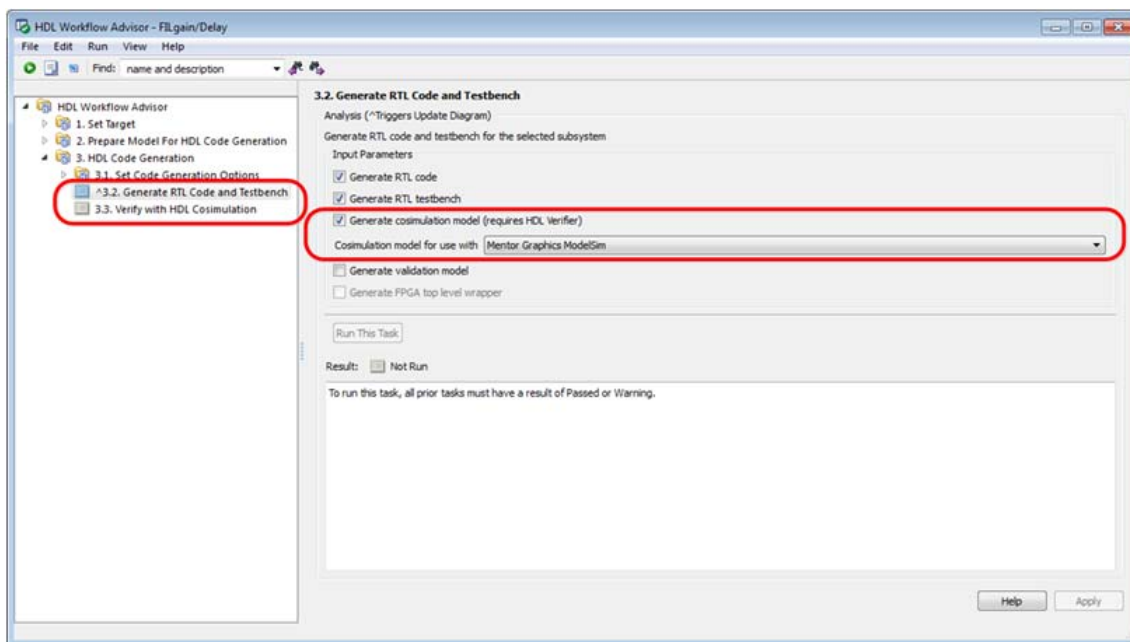 HDL Workflow Advisor - FILgain/Delay
File Edit Run View Help
Find: name and description
HDL Workflow Advisor
1. Set Target
2. Prepare Model For HDL Code Generation
3. HDL Code Generation
3.1. Set Code Generation Options
^3.2. Generate RTL Code and Testbench
3.3. Verify with HDL Cosimulation
3.2. Generate RTL Code and Testbench
Analysis (^Triggers Update Diagram)
Generate RTL code and testbench for the selected subsystem
Input Parameters
Generate RTL code
Generate RTL testbench
Generate cosimulation model (requires HDL Verifier)
Cosimulation model for use with Mentor Graphics ModelSim
Generate validation model
Generate FPGA top level wrapper
Run This Task
Result: Not Run
To run this task, all prior tasks must have a result of Passed or Warning.
Help Apply